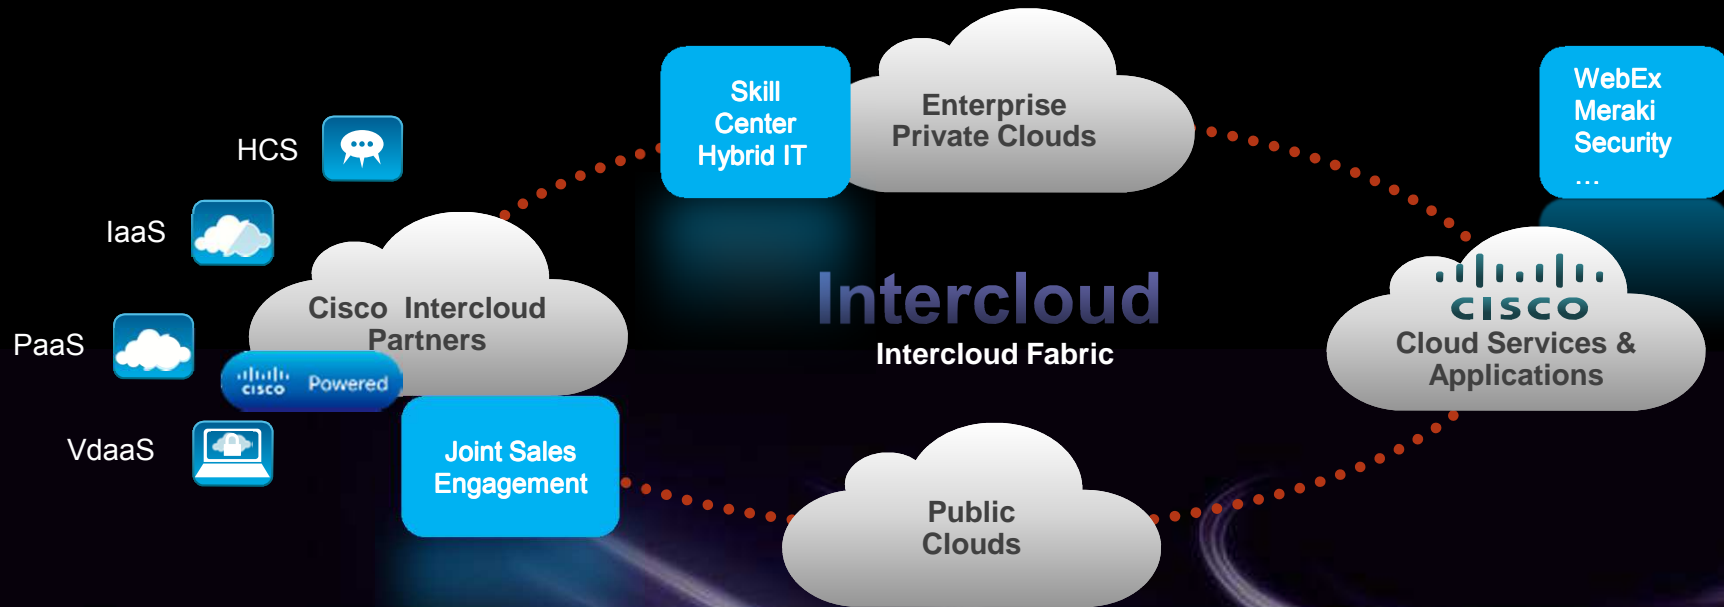 Skill
Center
Hybrid IT
Enterprise
Private Clouds
WebEx
Meraki
Security
...
HCS
IaaS
PaaS
VdaaS
Cisco Intercloud
Partners
CISCO Powered
Joint Sales
Engagement
Intercloud
Intercloud Fabric
CISCO
Cloud Services &
Applications
Public
Clouds